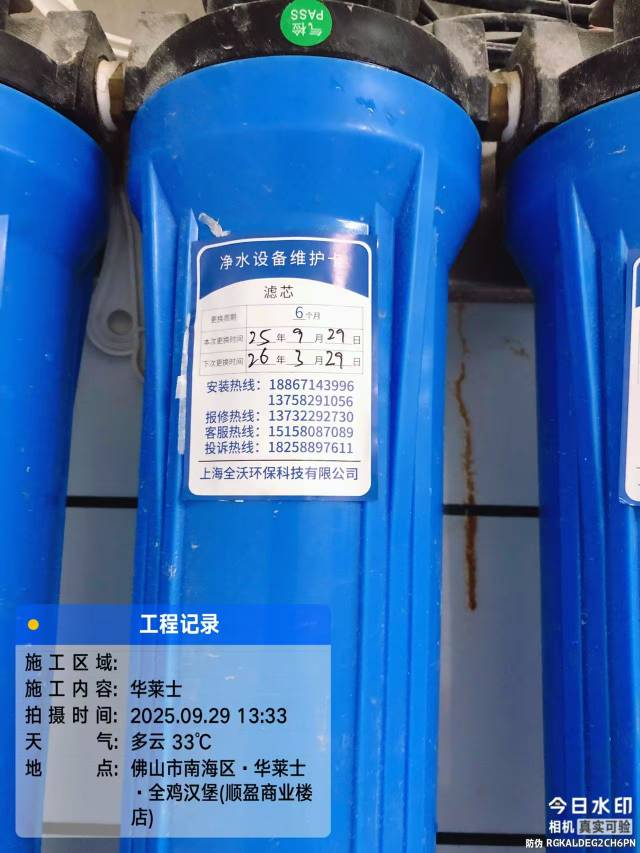 气检
PASS
净水设备维护卡
滤芯
更换周期 6个月
本次更换时间 25年9月29日
下次更换时间 26年3月29日
安装热线: 18867143996
13758291056
报修热线: 13732292730
客服热线: 15158087089
投诉热线: 18258897611
上海全沃环保科技有限公司
工程记录
施工区域:
施工内容: 华莱士
拍摄时间: 2025.09.29 13:33
天气: 多云 33℃
地点: 佛山市南海区·华莱士
·全鸡汉堡(顺盈商业楼
店)
今日水印
相机 真实可验
防伪 RGKALDEG2CH6PN